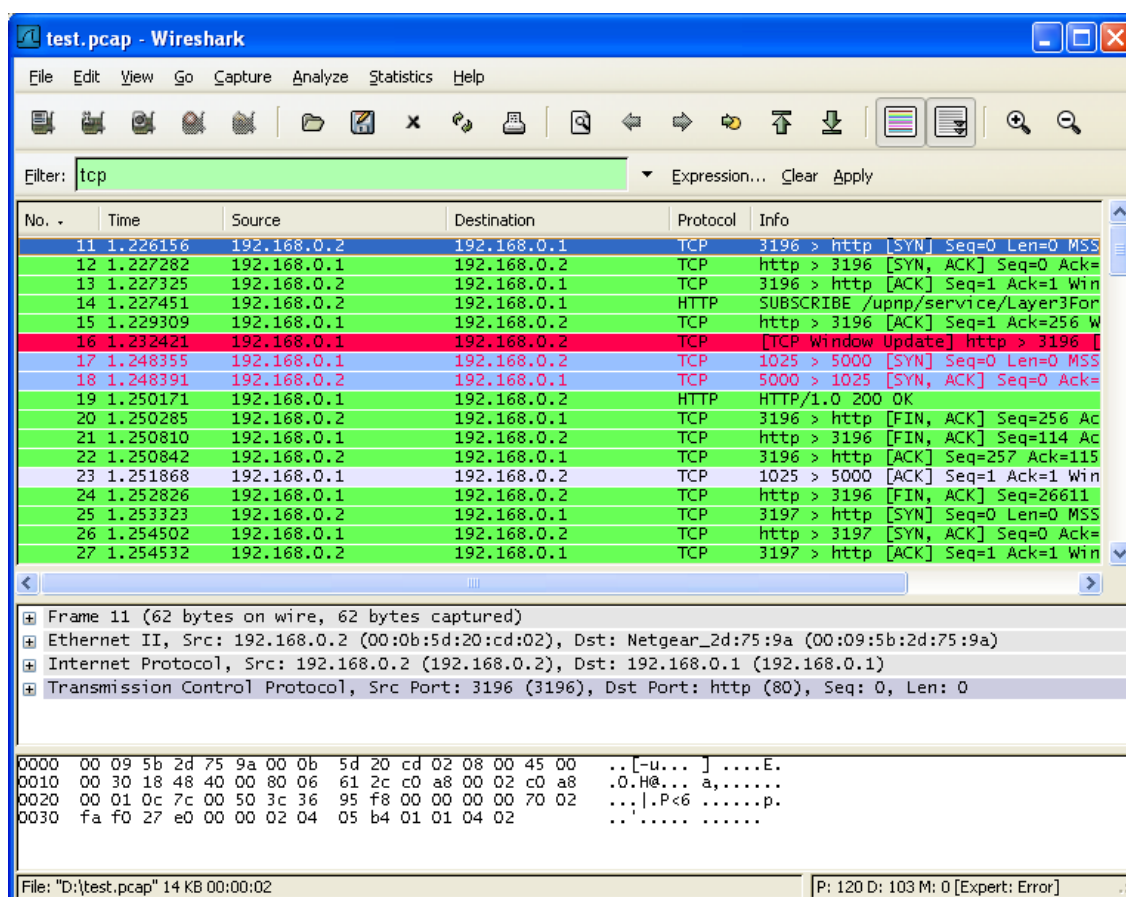 test.pcap - Wireshark
File Edit View Go Capture Analyze Statistics Help
Filter: tcp Expression... Clear Apply
No. Time Source Destination Protocol Info
11 1.226156 192.168.0.2 192.168.0.1 TCP 3196 > http [SYN] Seq=0 Len=0 MSS
12 1.227282 192.168.0.1 192.168.0.2 TCP http > 3196 [SYN, ACK] Seq=0 Ack=
13 1.227325 192.168.0.2 192.168.0.1 TCP 3196 > http [ACK] Seq=1 Ack=1 Win
14 1.227451 192.168.0.2 192.168.0.1 HTTP SUBSCRIBE /upnp/service/Layer3For
15 1.229309 192.168.0.1 192.168.0.2 TCP http > 3196 [ACK] Seq=1 Ack=256 W
16 1.232421 192.168.0.1 192.168.0.2 TCP [TCP Window Update] http > 3196 [
17 1.248355 192.168.0.1 192.168.0.2 TCP 1025 > 5000 [SYN] Seq=0 Len=0 MSS
18 1.248391 192.168.0.2 192.168.0.1 TCP 5000 > 1025 [SYN, ACK] Seq=0 Ack=
19 1.250171 192.168.0.1 192.168.0.2 HTTP HTTP/1.0 200 OK
20 1.250285 192.168.0.2 192.168.0.1 TCP 3196 > http [FIN, ACK] Seq=256 Ac
21 1.250810 192.168.0.1 192.168.0.2 TCP http > 3196 [FIN, ACK] Seq=114 Ac
22 1.250842 192.168.0.2 192.168.0.1 TCP 3196 > http [ACK] Seq=257 Ack=115
23 1.251868 192.168.0.1 192.168.0.2 TCP 1025 > 5000 [ACK] Seq=1 Ack=1 Win
24 1.252826 192.168.0.1 192.168.0.2 TCP http > 3196 [FIN, ACK] Seq=26611
25 1.253323 192.168.0.2 192.168.0.1 TCP 3197 > http [SYN] Seq=0 Len=0 MSS
26 1.254502 192.168.0.1 192.168.0.2 TCP http > 3197 [SYN, ACK] Seq=0 Ack=
27 1.254532 192.168.0.2 192.168.0.1 TCP 3197 > http [ACK] Seq=1 Ack=1 Win
Frame 11 (62 bytes on wire, 62 bytes captured)
Ethernet II, Src: 192.168.0.2 (00:0b:5d:20:cd:02), Dst: Netgear_2d:75:9a (00:09:5b:2d:75:9a)
Internet Protocol, Src: 192.168.0.2 (192.168.0.2), Dst: 192.168.0.1 (192.168.0.1)
Transmission Control Protocol, Src Port: 3196 (3196), Dst Port: http (80), Seq: 0, Len: 0
0000 00 09 5b 2d 75 9a 00 0b 5d 20 cd 02 08 00 45 00 ..[-u... ] ....E.
0010 00 30 18 48 40 00 80 06 61 2c c0 a8 00 02 c0 a8 .0.H@... a,......
0020 00 01 0c 7c 00 50 3c 36 95 f8 00 00 00 00 70 02 ...|.P<6 ......p.
0030 fa f0 27 e0 00 00 02 04 05 b4 01 01 04 02 ..'..... ......
File: "D:\test.pcap" 14 KB 00:00:02 P: 120 D: 103 M: 0 [Expert: Error]